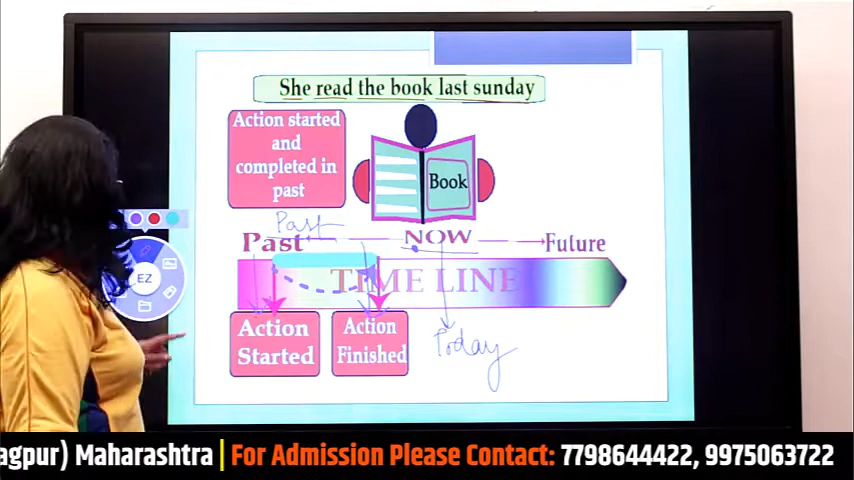 She read the book last sunday
Action started
and
completed in
past
Book
Past
Past NOW Future
TIME LINE
EZ
Action
Started
Action
Finished
Today
agpur) Maharashtra | For Admission Please Contact: 7798644422, 9975063722